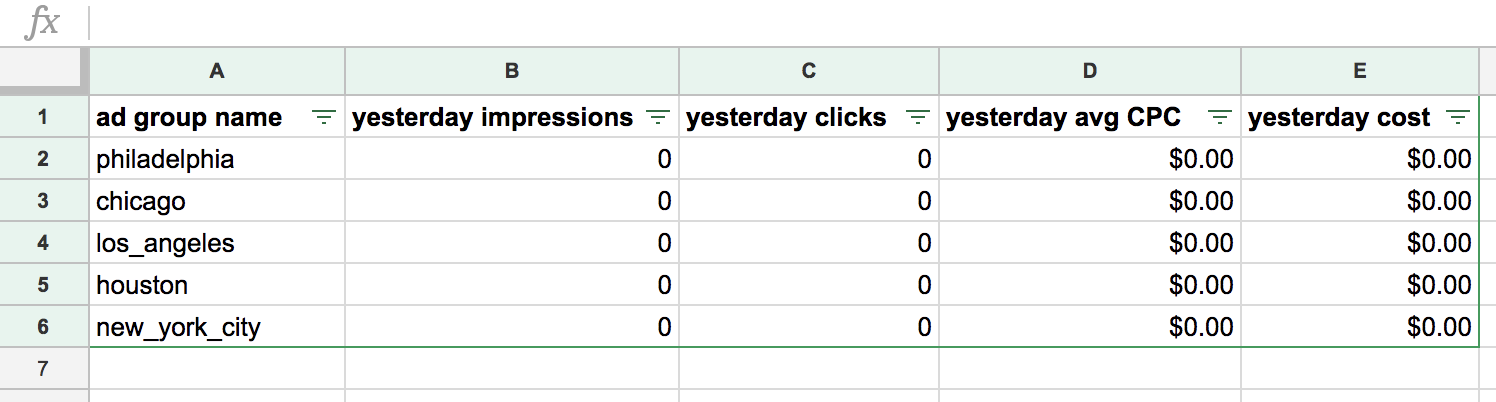 fx
A B C D E
1 ad group name yesterday impressions yesterday clicks yesterday avg CPC yesterday cost
2 philadelphia 0 0 $0.00 $0.00
3 chicago 0 0 $0.00 $0.00
4 los_angeles 0 0 $0.00 $0.00
5 houston 0 0 $0.00 $0.00
6 new_york_city 0 0 $0.00 $0.00
7